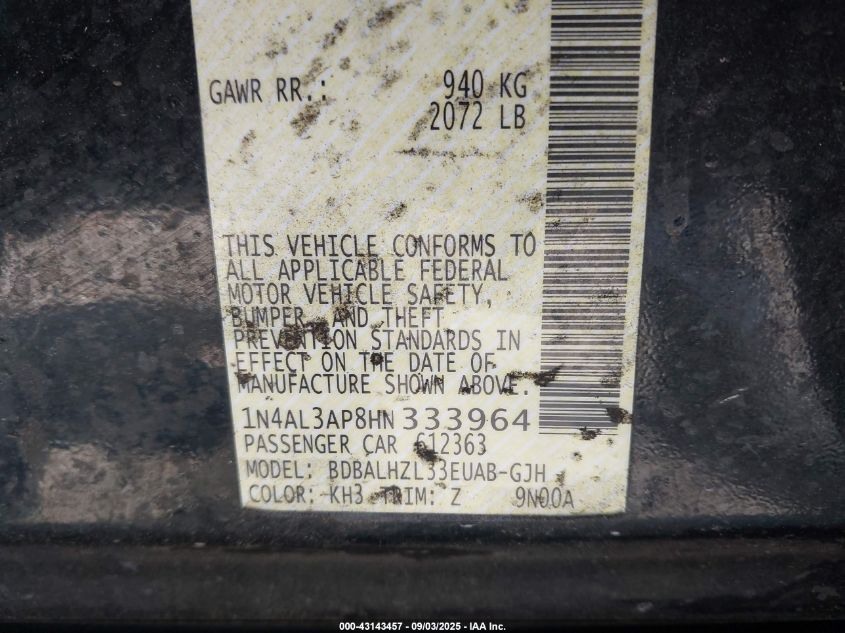 GAWR RR.: 940 KG
2072 LB
THIS VEHICLE CONFORMS TO
ALL APPLICABLE FEDERAL
MOTOR VEHICLE SAFETY,
BUMPER, AND THEFT
PREVENTION STANDARDS IN
EFFECT ON THE DATE OF
MANUFACTURE SHOWN ABOVE.
1N4AL3AP8HN333964
PASSENGER CAR 612363
MODEL: BDBALHZL33EUAB-GJH
COLOR: KH3 TRIM: Z 9N00A
000-43143457 - 09/03/2025 - IAA Inc.